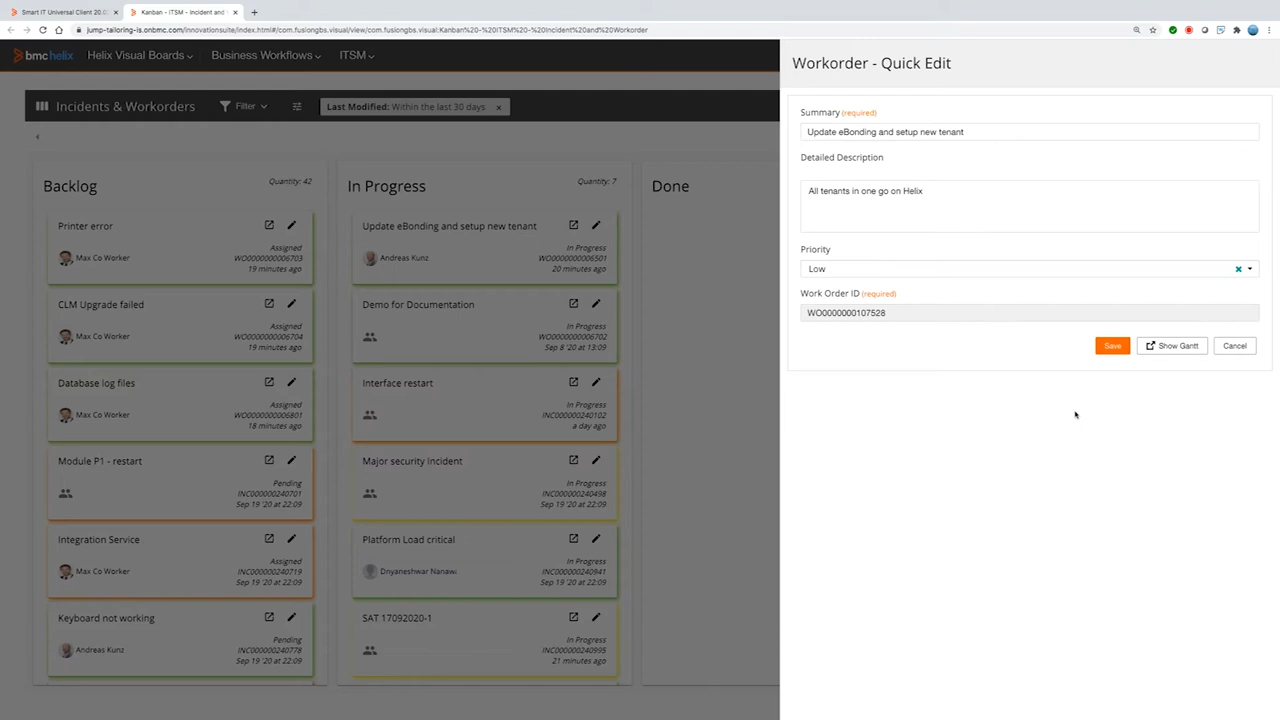 Smart IT Universal Client 20.0
Kanban - ITSM - Incident and
jump-tailoring-is.onbmc.com/innovationsuite/index.html#/com.fusiongbs.visual/view/com.fusiongbs.visual:Kanban%20-%20ITSM%20-%20Incident%20and%20Workorder
bmc helix Helix Visual Boards Business Workflows ITSM
Workorder - Quick Edit
Incidents & Workorders Filter Last Modified: Within the last 30 days
Summary (required)
Update eBonding and setup new tenant
Detailed Description
All tenants in one go on Helix
Priority
Low
Work Order ID (required)
WO0000000107528
Save Show Gantt Cancel
Backlog Quantity: 42
Printer error
Assigned
Max Co Worker WO0000000006703
19 minutes ago
CLM Upgrade failed
Assigned
Max Co Worker WO0000000006704
19 minutes ago
Database log files
Assigned
Max Co Worker WO0000000006801
18 minutes ago
Module P1 - restart
Pending
INC000000240701
Sep 19 '20 at 22:09
Integration Service
Assigned
Max Co Worker INC000000240719
Sep 19 '20 at 22:09
Keyboard not working
Pending
Andreas Kunz INC000000240778
Sep 19 '20 at 22:09
In Progress Quantity: 7
Update eBonding and setup new tenant
In Progress
Andreas Kunz WO0000000006501
20 minutes ago
Demo for Documentation
In Progress
WO0000000006702
Sep 8 '20 at 13:09
Interface restart
In Progress
INC000000240102
a day ago
Major security Incident
In Progress
INC000000240498
Sep 19 '20 at 22:09
Platform Load critical
In Progress
Dnyaneshwar Nanawi INC000000240941
Sep 19 '20 at 22:09
SAT 17092020-1
In Progress
INC000000240995
21 minutes ago
Done